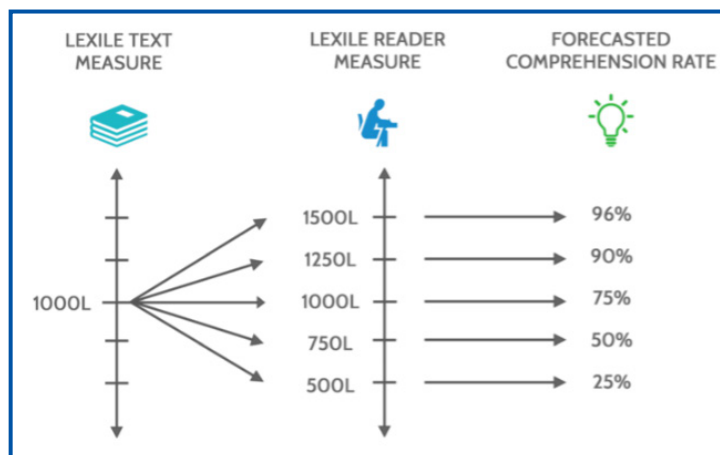 LEXILE TEXT
MEASURE
LEXILE READER
MEASURE
FORECASTED
COMPREHENSION RATE
1500L
96%
1250L
90%
1000L
1000L
75%
750L
50%
500L
25%